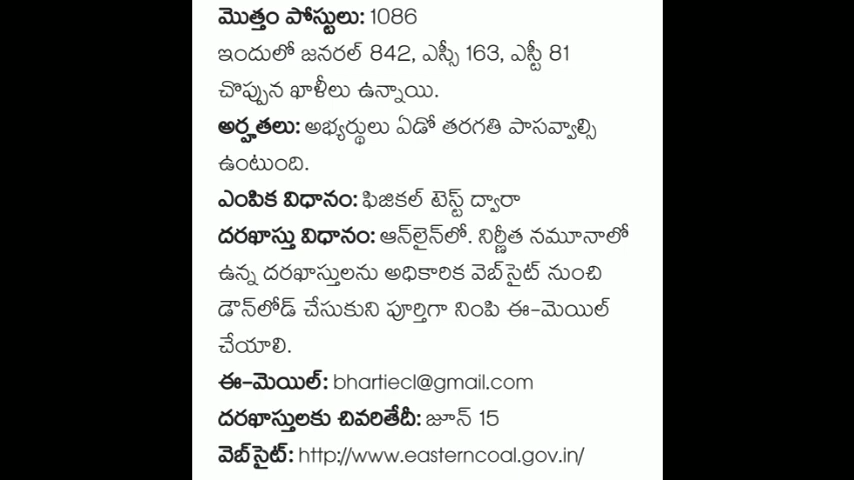 మొత్తం పోస్టులు: 1086
ఇందులో జనరల్ 842, ఎస్సీ 163, ఎస్టీ 81
చొప్పున ఖాళీలు ఉన్నాయి.
అర్హతలు: అభ్యర్థులు ఏడో తరగతి పాసవ్వాల్సి
ఉంటుంది.
ఎంపిక విధానం: ఫిజికల్ టెస్ట్ ద్వారా
దరఖాస్తు విధానం: ఆన్‌లైన్‌లో. నిర్ణీత నమూనాలో
ఉన్న దరఖాస్తులను అధికారిక వెబ్‌సైట్ నుంచి
డౌన్‌లోడ్ చేసుకుని పూర్తిగా నింపి ఈ-మెయిల్
చేయాలి.
ఈ-మెయిల్: bhartiecl@gmail.com
దరఖాస్తులకు చివరితేదీ: జూన్ 15
వెబ్‌సైట్: http://www.easterncoal.gov.in/